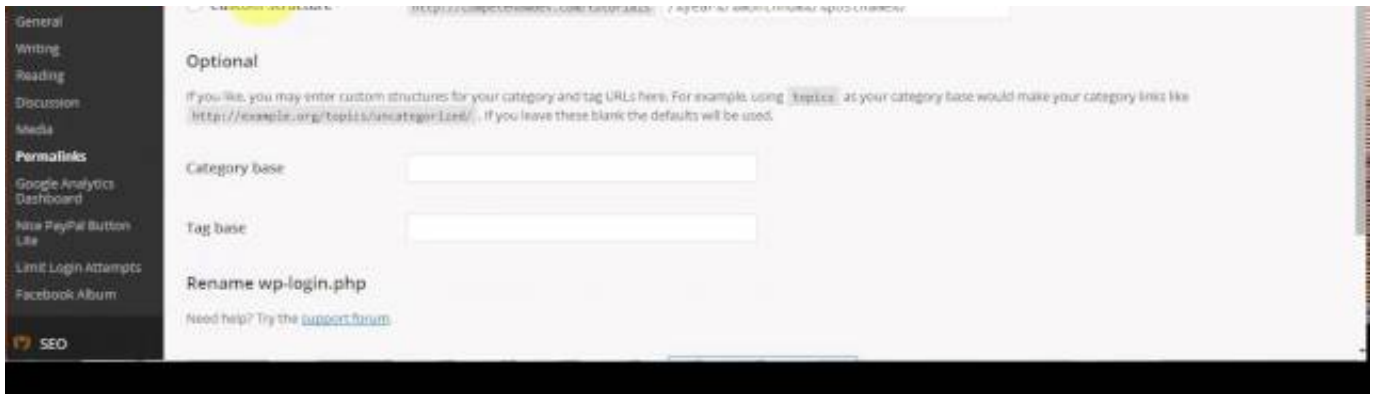 General
Writing
Reading
Discussion
Media
Permalinks
Google Analytics
Dashboard
Nice PayPal Button
Lite
Limit Login Attempts
Facebook Album
SEO
Custom Structure
Optional
If you like, you may enter custom structures for your category and tag URLs here. For example, using topics as your category base would make your category links like
http://example.org/topics/uncategorized/ . If you leave these blank the defaults will be used.
Category base
Tag base
Rename wp-login.php
Need help? Try the support forum